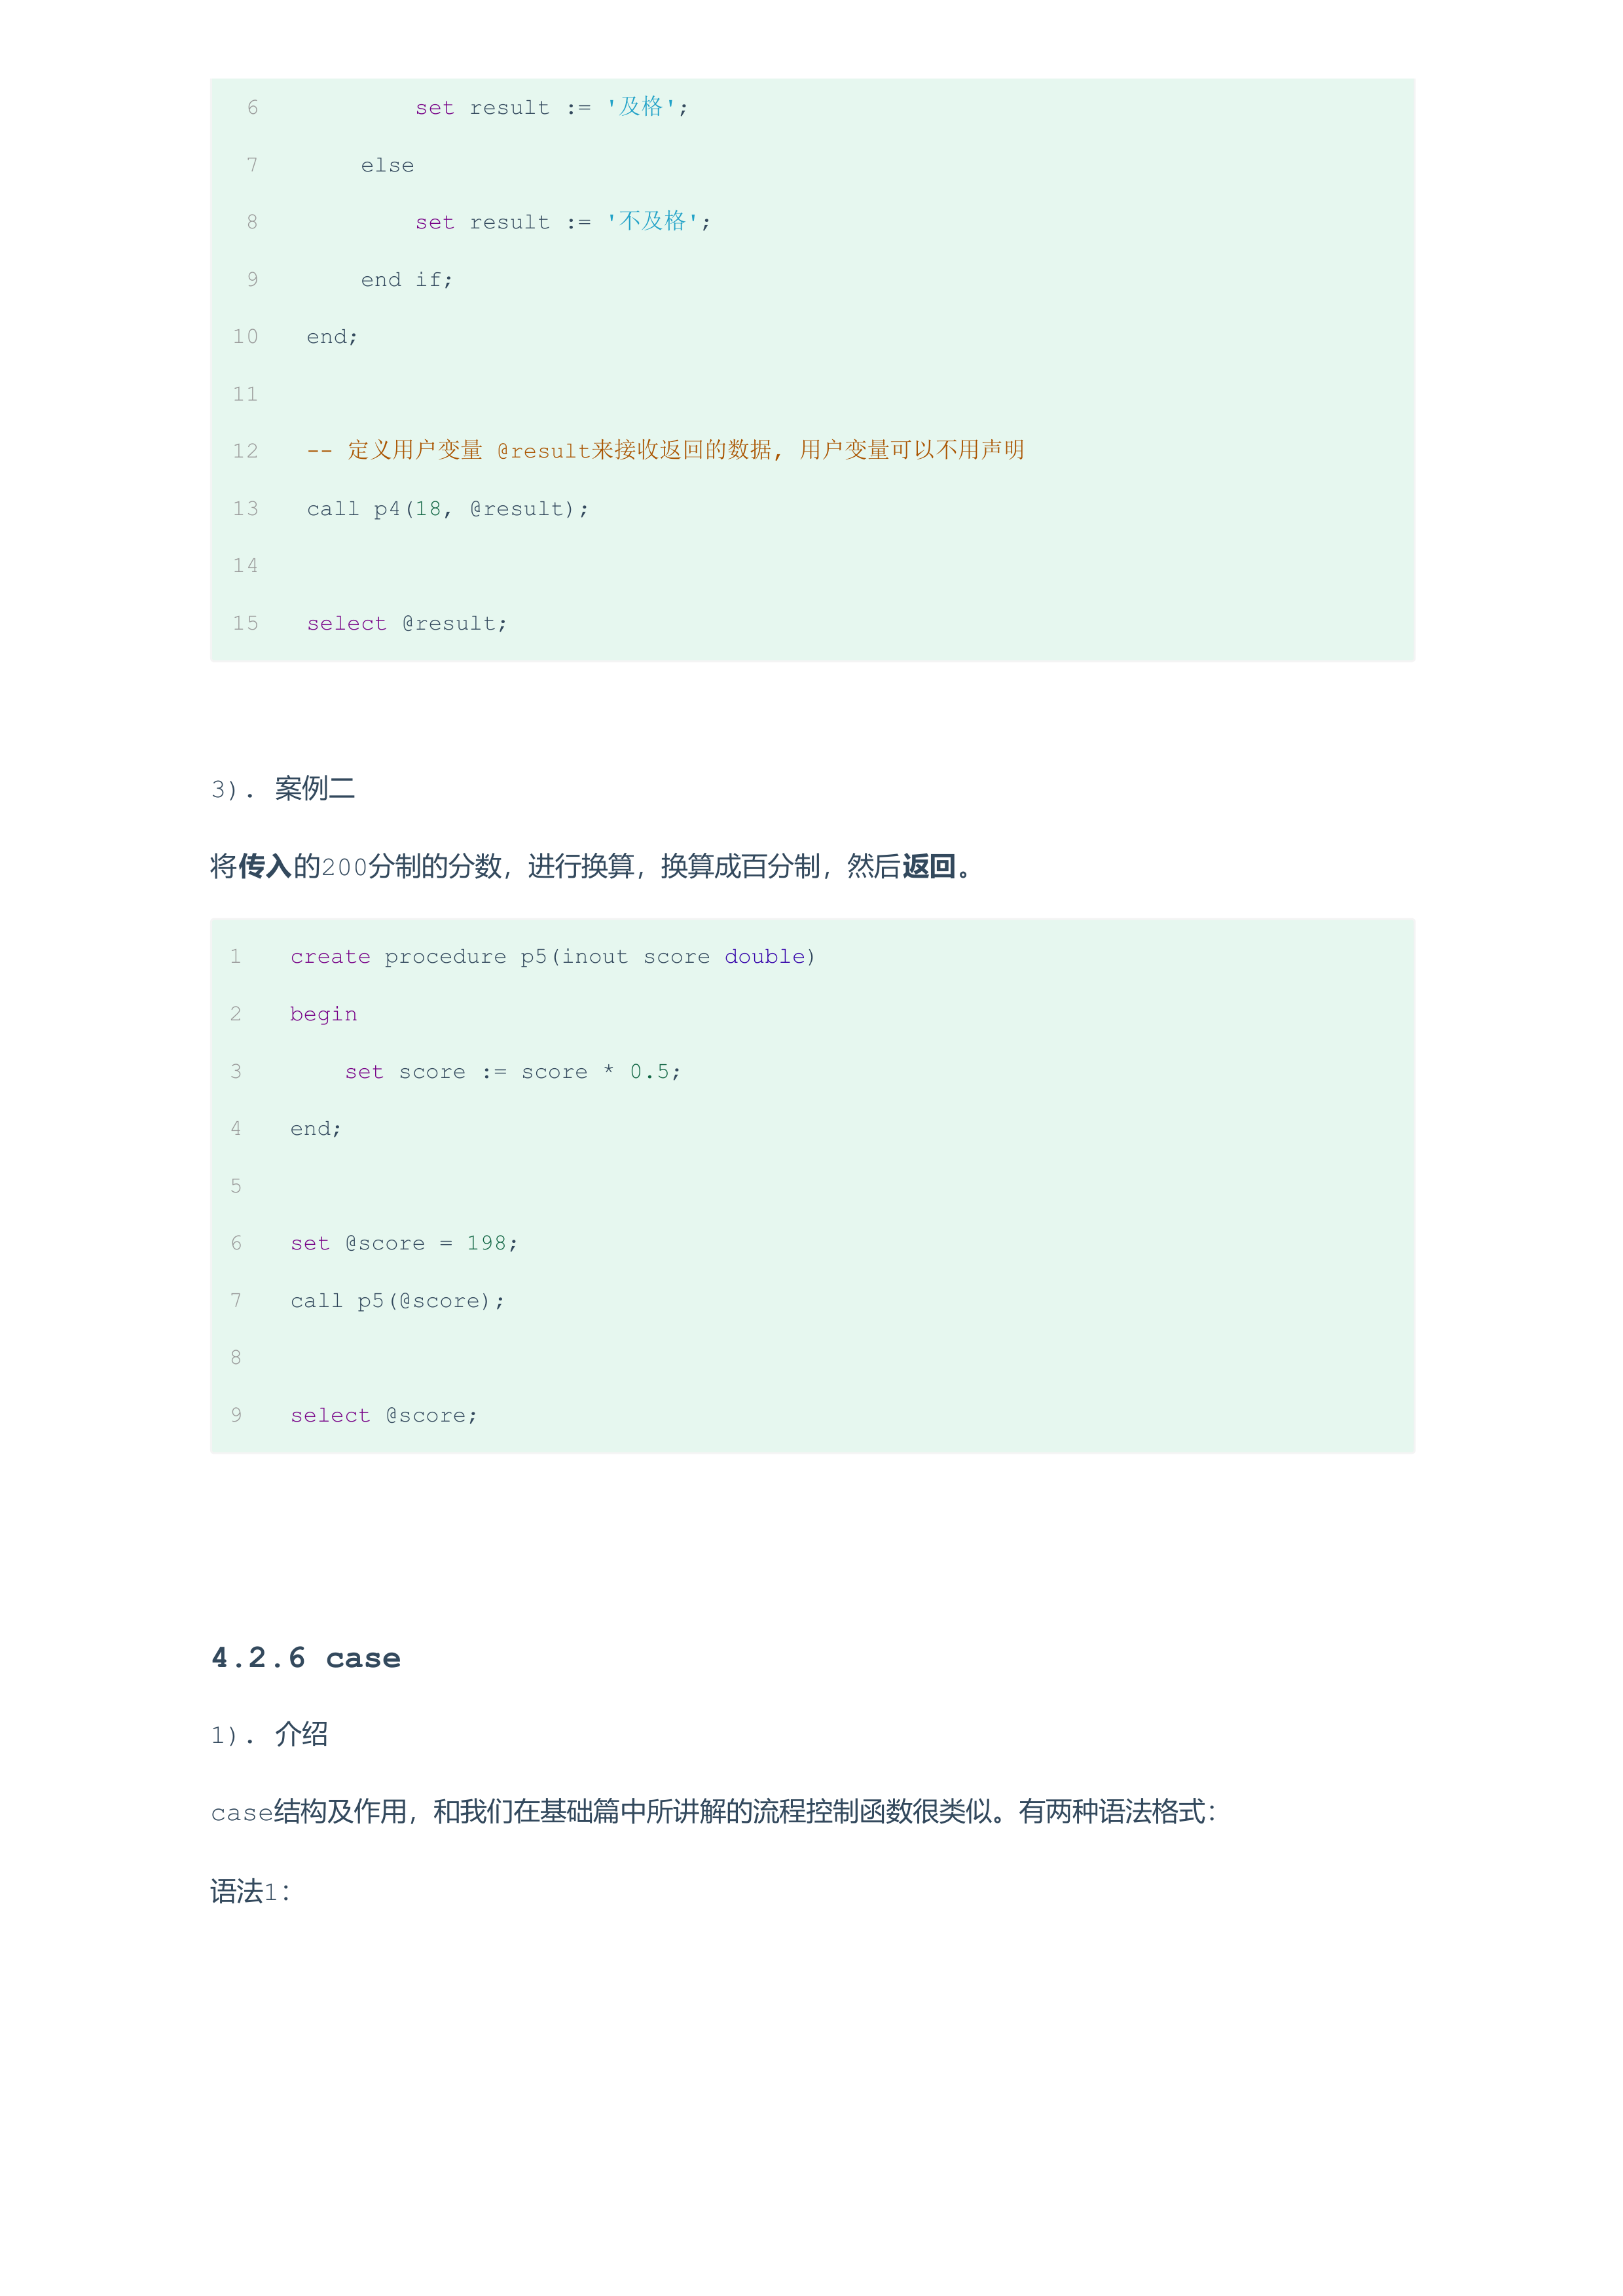 6 set result := '及格';
7 else
8 set result := '不及格';
9 end if;
10 end;
11
12 -- 定义用户变量 @result来接收返回的数据, 用户变量可以不用声明
13 call p4(18, @result);
14
15 select @result;
3). 案例二
将传入的200分制的分数，进行换算，换算成百分制，然后返回。
1 create procedure p5(inout score double)
2 begin
3 set score := score * 0.5;
4 end;
5
6 set @score = 198;
7 call p5(@score);
8
9 select @score;
4.2.6 case
1). 介绍
case结构及作用，和我们在基础篇中所讲解的流程控制函数很类似。有两种语法格式：
语法1：